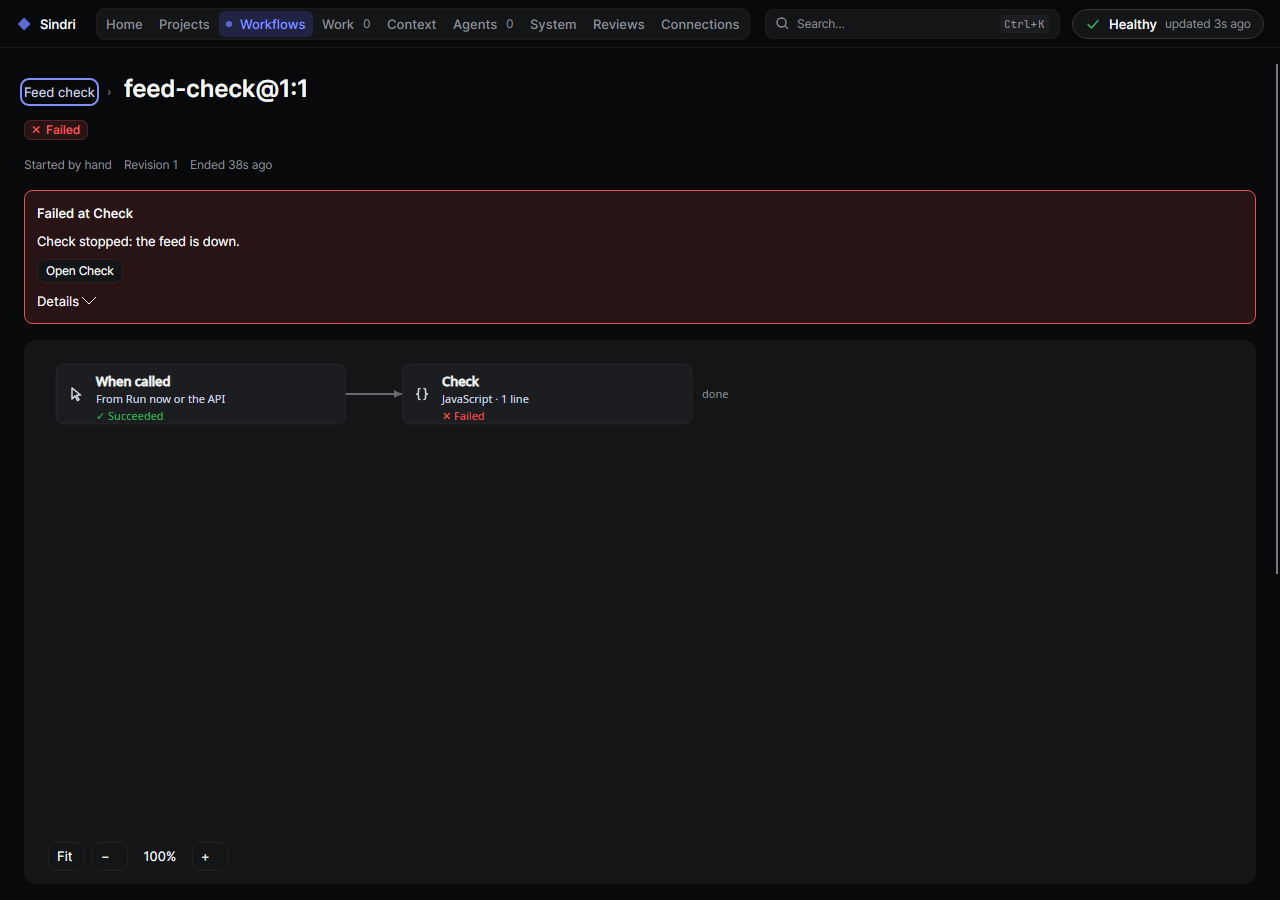 Sindri
Home Projects Workflows Work 0 Context Agents 0 System Reviews Connections
Search... Ctrl+K
Healthy updated 3s ago
Feed check › feed-check@1:1
✕ Failed
Started by hand Revision 1 Ended 38s ago
Failed at Check
Check stopped: the feed is down.
Open Check
Details
When called
From Run now or the API
✓ Succeeded
{} Check
JavaScript · 1 line
✕ Failed
done
Fit − 100% +